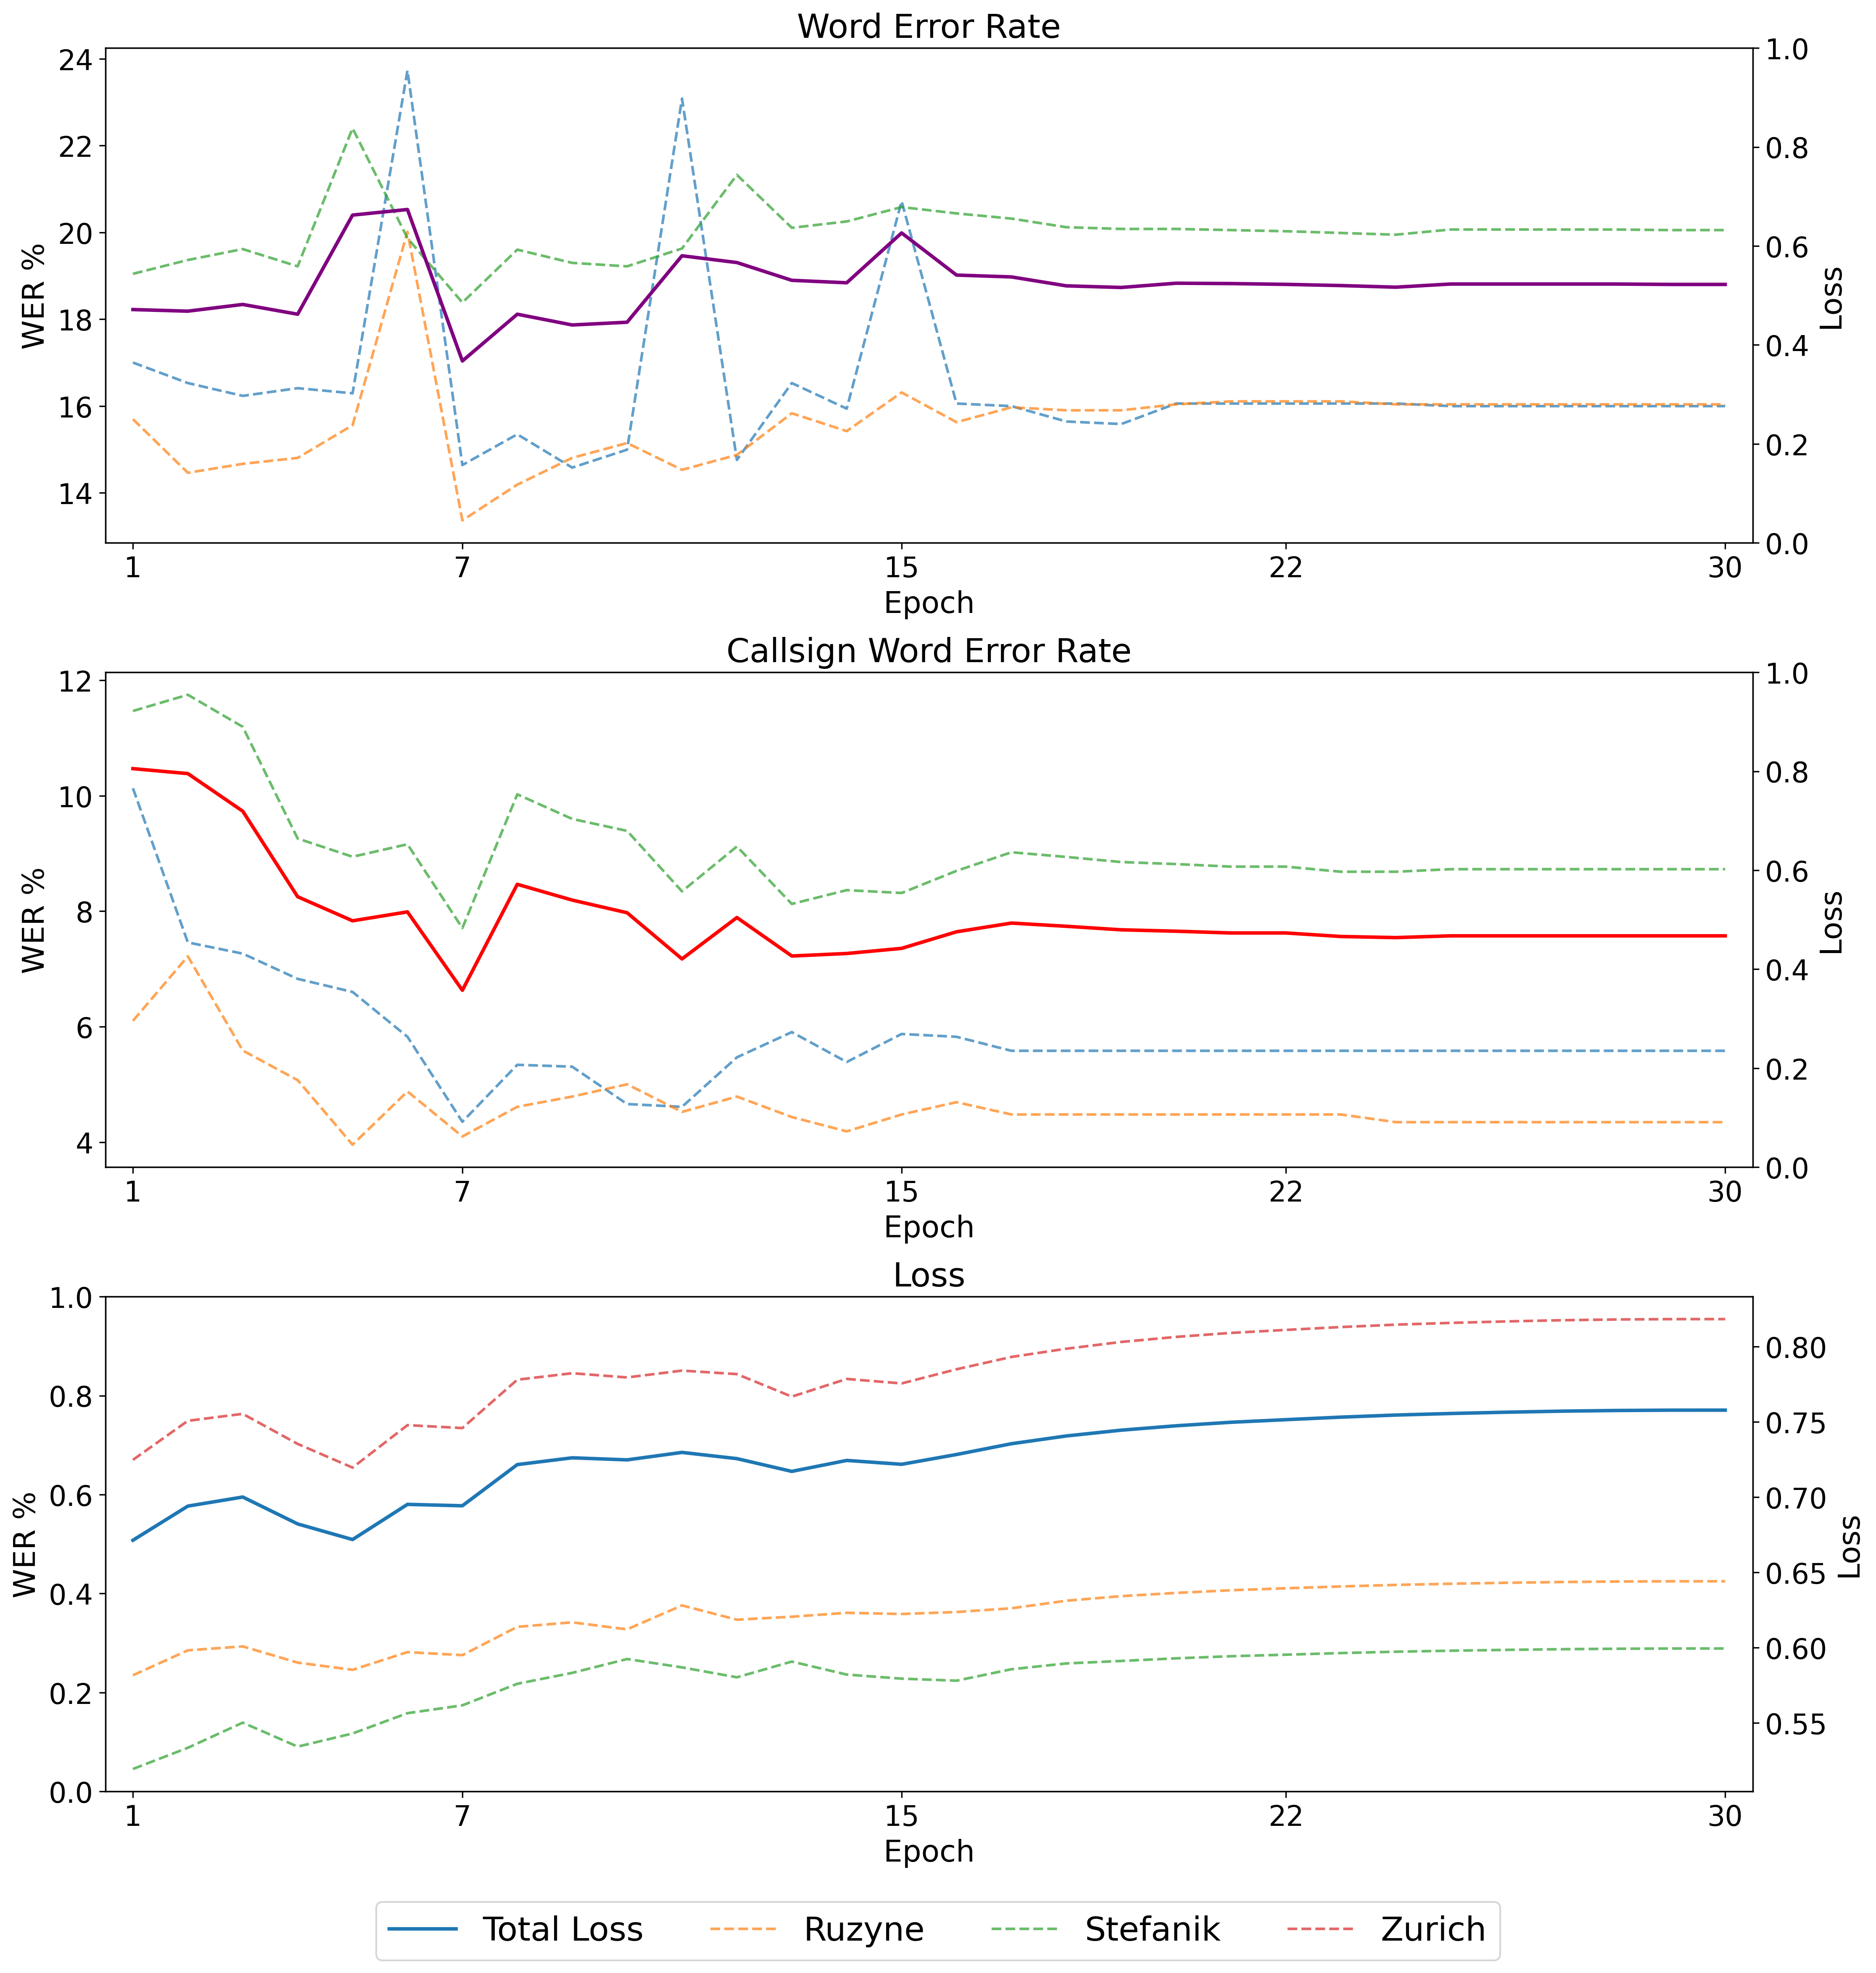 Word Error Rate
24
22
20
18
16
14
WER %
1.0
0.8
0.6
0.4
0.2
0.0
Loss
1 7 15 22 30
Epoch
Callsign Word Error Rate
12
10
8
6
4
WER %
1.0
0.8
0.6
0.4
0.2
0.0
Loss
1 7 15 22 30
Epoch
Loss
1.0
0.8
0.6
0.4
0.2
0.0
WER %
0.80
0.75
0.70
0.65
0.60
0.55
Loss
1 7 15 22 30
Epoch
Total Loss Ruzyne Stefanik Zurich